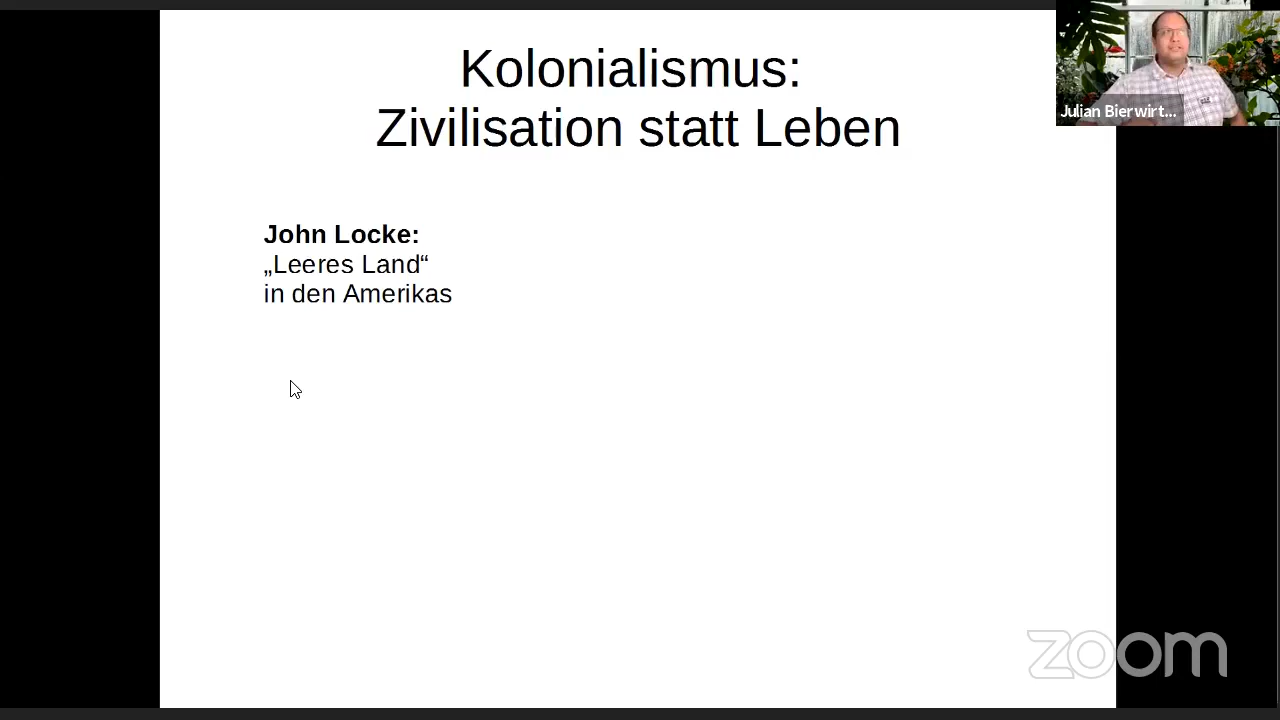 Kolonialismus:
Zivilisation statt Leben
John Locke:
„Leeres Land“
in den Amerikas
Julian Bierwirt...
zoom